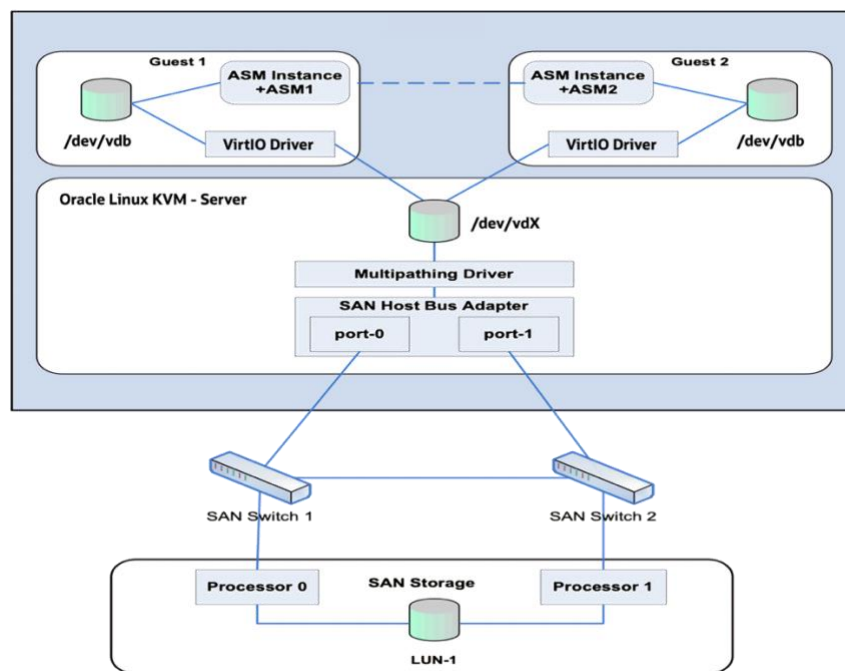 Guest 1
Guest 2
ASM Instance
+ASM1
ASM Instance
+ASM2
/dev/vdb
VirtIO Driver
VirtIO Driver
/dev/vdb
Oracle Linux KVM - Server
/dev/vdX
Multipathing Driver
SAN Host Bus Adapter
port-0
port-1
SAN Switch 1
SAN Switch 2
Processor 0
SAN Storage
Processor 1
LUN-1